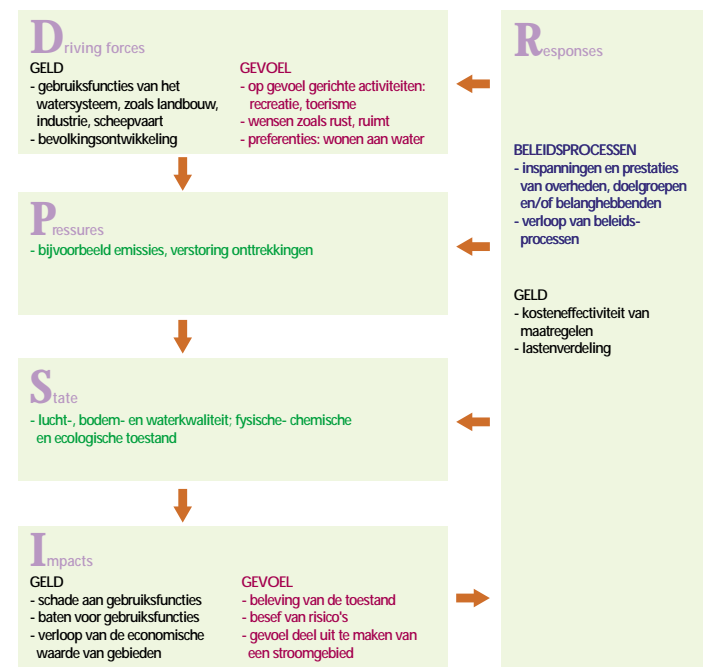 Driving forces
GELD
- gebruiksfuncties van het
watersysteem, zoals landbouw,
industrie, scheepvaart
- bevolkingsontwikkeling
GEVOEL
- op gevoel gerichte activiteiten:
recreatie, toerisme
- wensen zoals rust, ruimt
- preferenties: wonen aan water
Pressures
- bijvoorbeeld emissies, verstoring onttrekkingen
State
- lucht-, bodem- en waterkwaliteit; fysische- chemische
en ecologische toestand
Impacts
GELD
- schade aan gebruiksfuncties
- baten voor gebruiksfuncties
- verloop van de economische
waarde van gebieden
GEVOEL
- beleving van de toestand
- besef van risico's
- gevoel deel uit te maken van
een stroomgebied
Responses
BELEIDSPROCESSEN
- inspanningen en prestaties
van overheden, doelgroepen
en/of belanghebbenden
- verloop van beleids-
processen
GELD
- kosteneffectiviteit van
maatregelen
- lastenverdeling